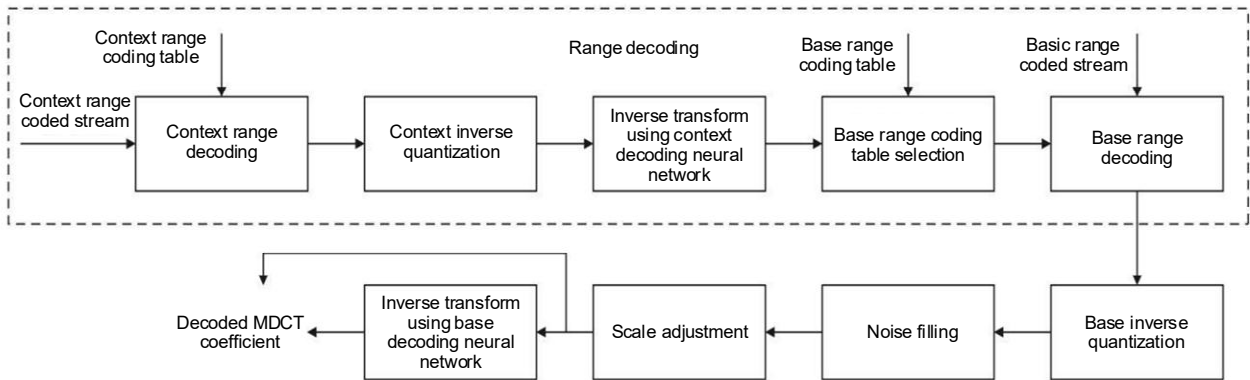 Context range
coding table
Range decoding
Base range
coding table
Basic range
coded stream
Context range
coded stream
Context range
decoding
Context inverse
quantization
Inverse transform
using context
decoding neural
network
Base range coding
table selection
Base range
decoding
Decoded MDCT
coefficient
Inverse transform
using base
decoding neural
network
Scale adjustment
Noise filling
Base inverse
quantization